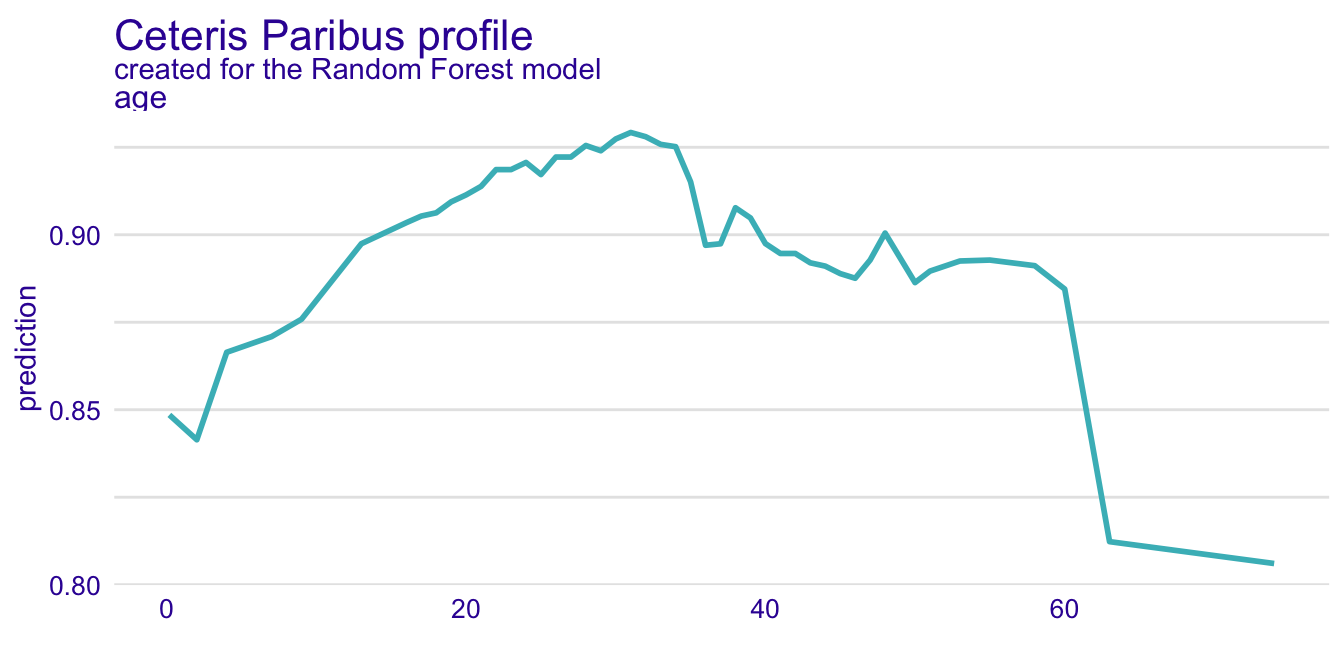 Ceteris Paribus profile
created for the Random Forest model
age
prediction
0.90
0.85
0.80
0 20 40 60